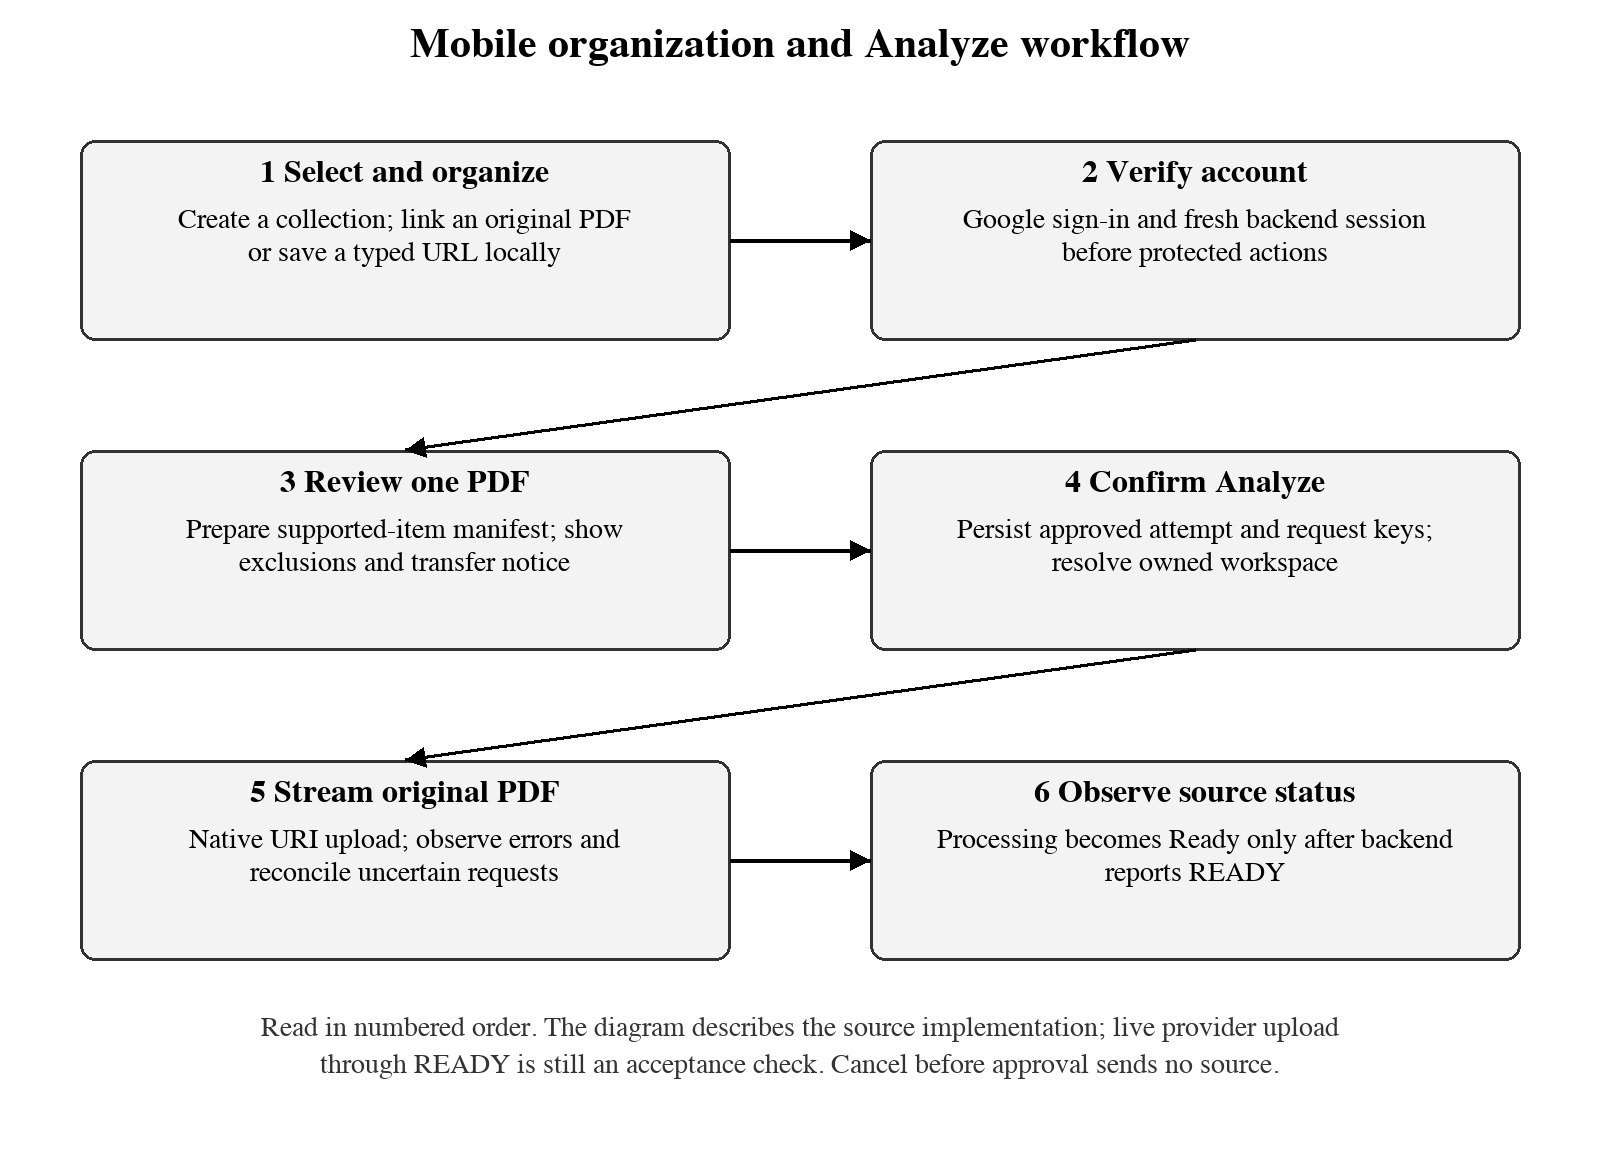 Mobile organization and Analyze workflow
1 Select and organize
Create a collection; link an original PDF
or save a typed URL locally
2 Verify account
Google sign-in and fresh backend session
before protected actions
3 Review one PDF
Prepare supported-item manifest; show
exclusions and transfer notice
4 Confirm Analyze
Persist approved attempt and request keys;
resolve owned workspace
5 Stream original PDF
Native URI upload; observe errors and
reconcile uncertain requests
6 Observe source status
Processing becomes Ready only after backend
reports READY
Read in numbered order. The diagram describes the source implementation; live provider upload
through READY is still an acceptance check. Cancel before approval sends no source.